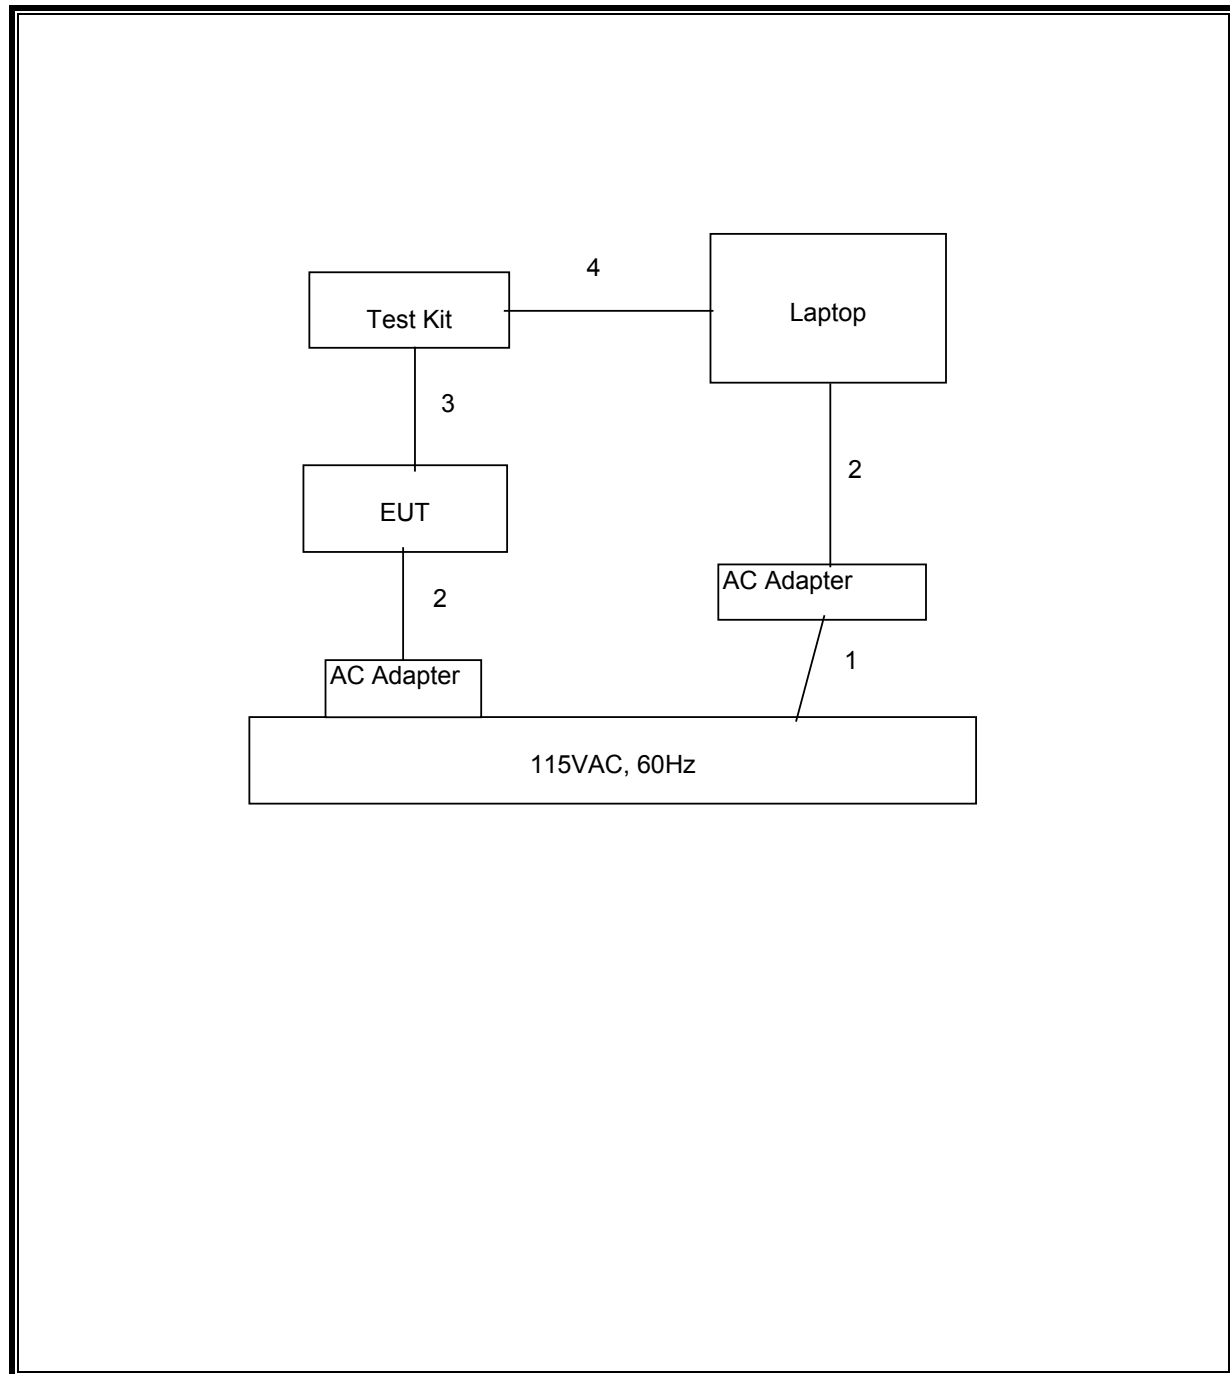 4
Laptop
Test Kit
3
2
EUT
AC Adapter
2
1
AC Adapter
115VAC, 60Hz